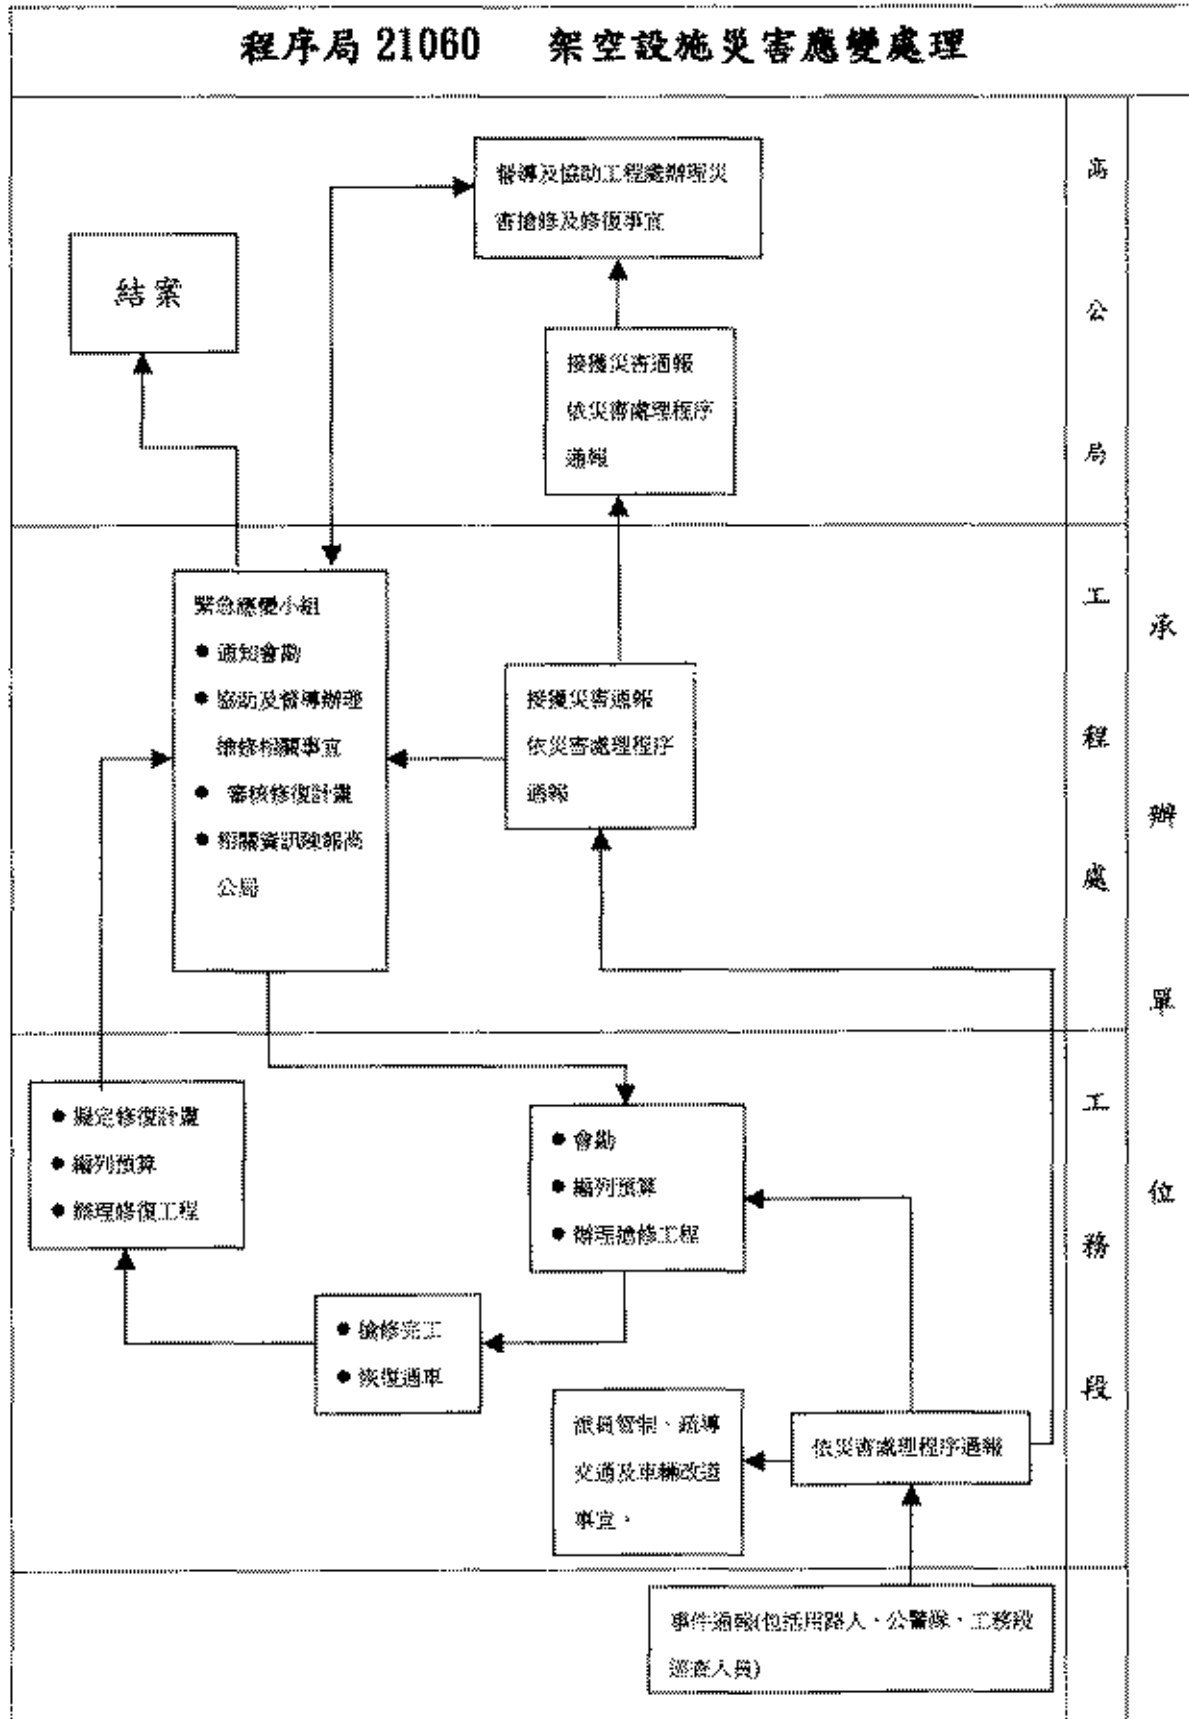 程序局 21060 架空設施災害應變處理
督導及協助工程處辦理災
害搶修及修復事宜
結案
接獲災害通報
依災害處理程序
通報
高公局
緊急應變小組
● 通知會勘
● 協助及督導辦理
搶修相關事宜
● 審核修復計畫
● 相關資訊陳報高
公局
接獲災害通報
依災害處理程序
通報
工程處
承辦單位
● 擬定修復計畫
● 編列預算
● 辦理修復工程
● 會勘
● 編列預算
● 辦理搶修工程
● 搶修完工
● 恢復通車
派員管制、疏導
交通及車輛改道
事宜。
依災害處理程序通報
工務段
事件通報(包括用路人、公警隊、工務段
巡查人員)